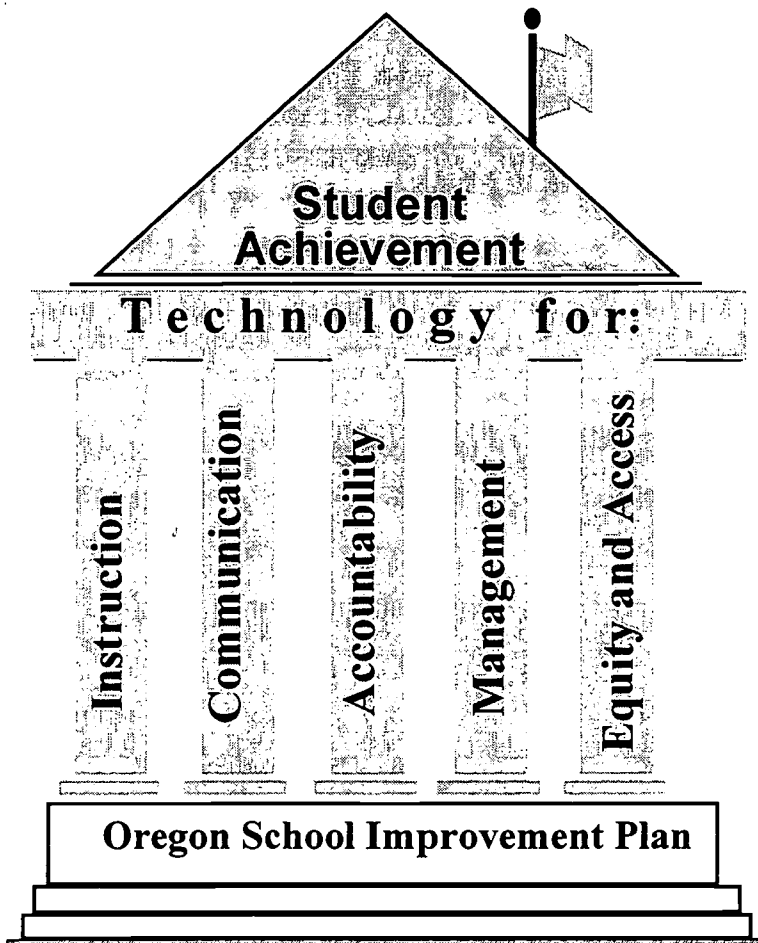 Student
Achievement
Technology for:
Instruction
Communication
Accountability
Management
Equity and Access
Oregon School Improvement Plan